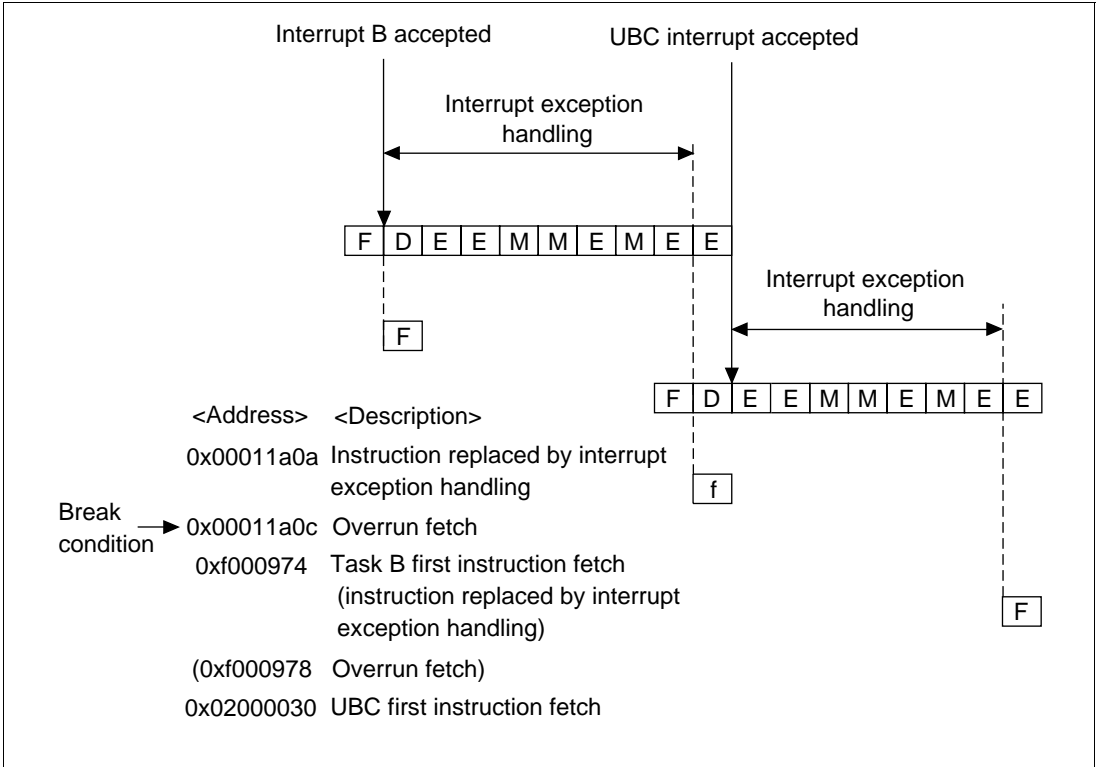 Interrupt B accepted
UBC interrupt accepted
Interrupt exception
handling
F D E E M M E M E E
Interrupt exception
handling
F
F D E E M M E M E E
<Address> <Description>
0x00011a0a Instruction replaced by interrupt
exception handling
f
Break
condition
0x00011a0c Overrun fetch
0xf000974 Task B first instruction fetch
(instruction replaced by interrupt
exception handling)
F
(0xf000978 Overrun fetch)
0x02000030 UBC first instruction fetch